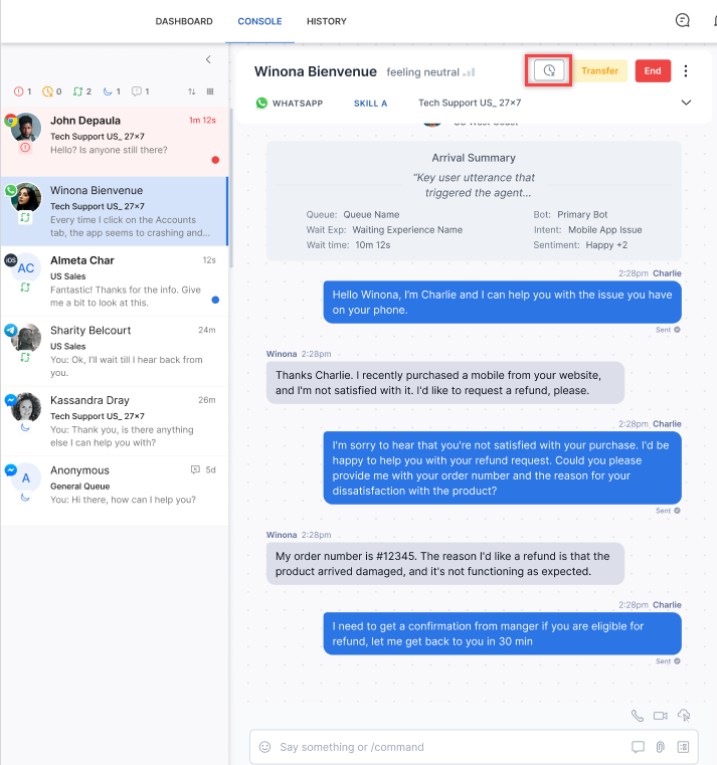 DASHBOARD CONSOLE HISTORY
1 0 2 1 1
John Depaula 1m 12s
Tech Support US_ 27×7
Hello? Is anyone still there?
Winona Bienvenue
Tech Support US_ 27×7
Every time I click on the Accounts
tab, the app seems to crashing and...
iOS
AC
Almeta Char 12s
US Sales
Fantastic! Thanks for the info. Give
me a bit to look at this.
Sharity Belcourt 24m
US Sales
You: Ok, I'll wait till I hear back from
you.
Kassandra Dray 26m
Tech Support US_ 27×7
You: Thank you, is there anything
else I can help you with?
A
Anonymous 5d
General Queue
You: Hi there, how can I help you?
Winona Bienvenue feeling neutral
Transfer End
WHATSAPP SKILL A Tech Support US_ 27×7
US West Coast
Arrival Summary
“Key user utterance that
triggered the agent...
Queue: Queue Name Bot: Primary Bot
Wait Exp: Waiting Experience Name Intent: Mobile App Issue
Wait time: 10m 12s Sentiment: Happy +2
2:28pm Charlie
Hello Winona, I'm Charlie and I can help you with the issue you have
on your phone.
Sent
Winona 2:28pm
Thanks Charlie. I recently purchased a mobile from your website,
and I'm not satisfied with it. I'd like to request a refund, please.
2:28pm Charlie
I'm sorry to hear that you're not satisfied with your purchase. I'd be
happy to help you with your refund request. Could you please
provide me with your order number and the reason for your
dissatisfaction with the product?
Sent
Winona 2:28pm
My order number is #12345. The reason I'd like a refund is that the
product arrived damaged, and it's not functioning as expected.
2:28pm Charlie
I need to get a confirmation from manger if you are eligible for
refund, let me get back to you in 30 min
Sent
Say something or /command